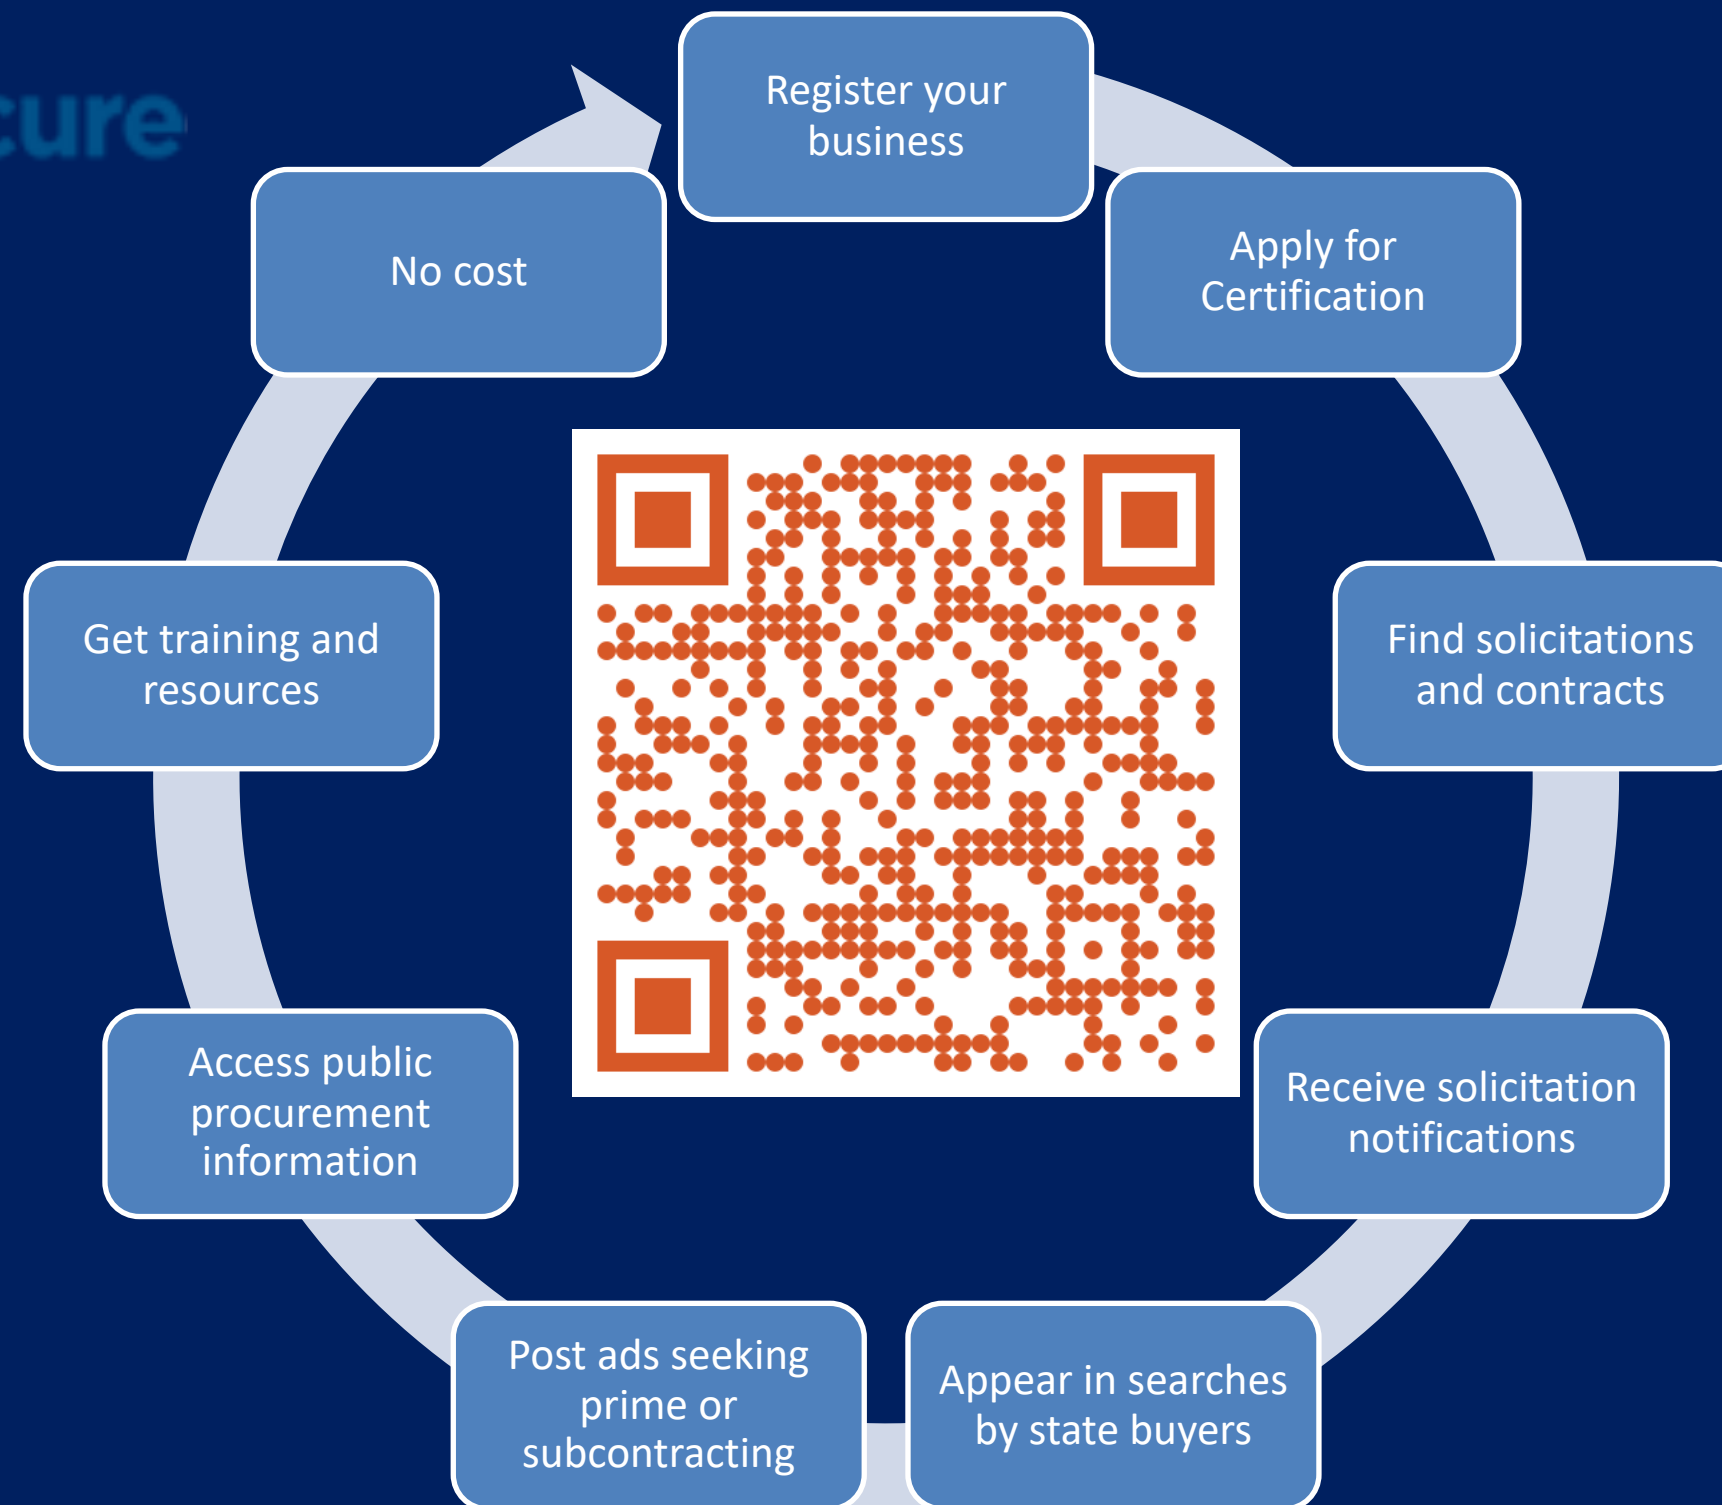 cure
Register your
business
Apply for
Certification
Find solicitations
and contracts
Receive solicitation
notifications
Appear in searches
by state buyers
Post ads seeking
prime or
subcontracting
Access public
procurement
information
Get training and
resources
No cost